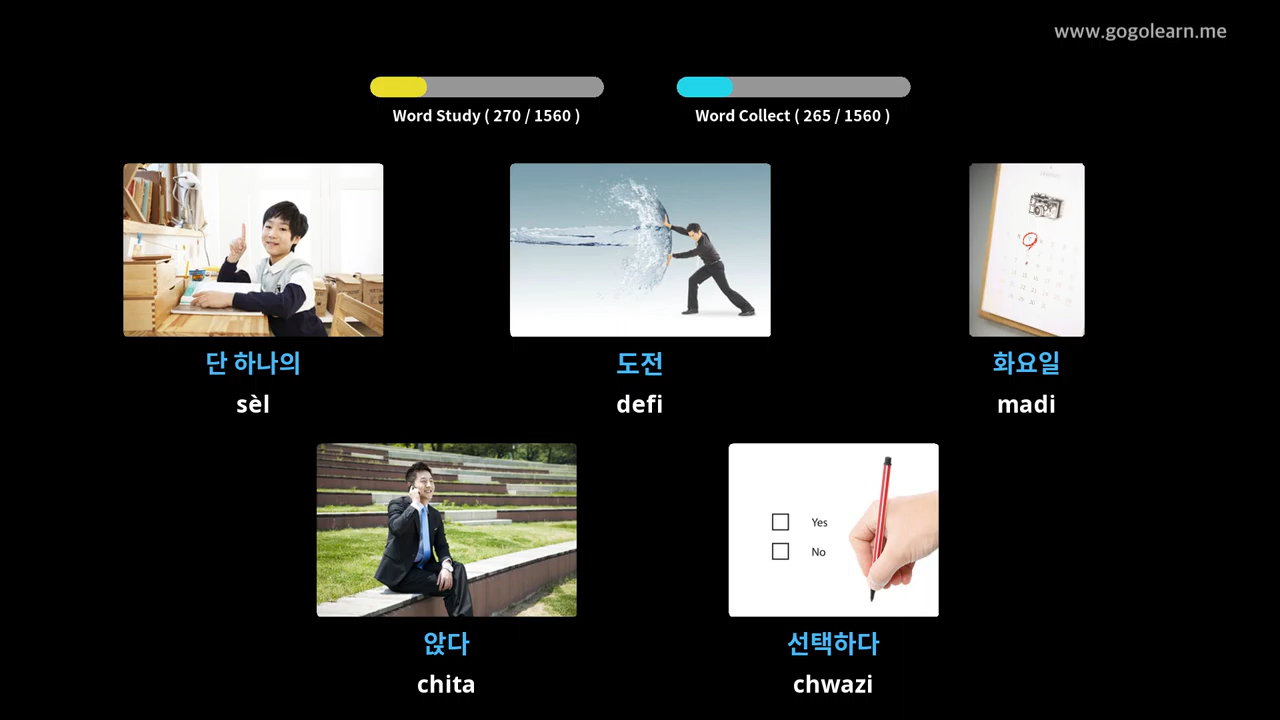 www.gogolearn.me
Word Study ( 270 / 1560 )
Word Collect ( 265 / 1560 )
단 하나의
도전
화요일
sèl
defi
madi
Yes
No
앉다
선택하다
chita
chwazi